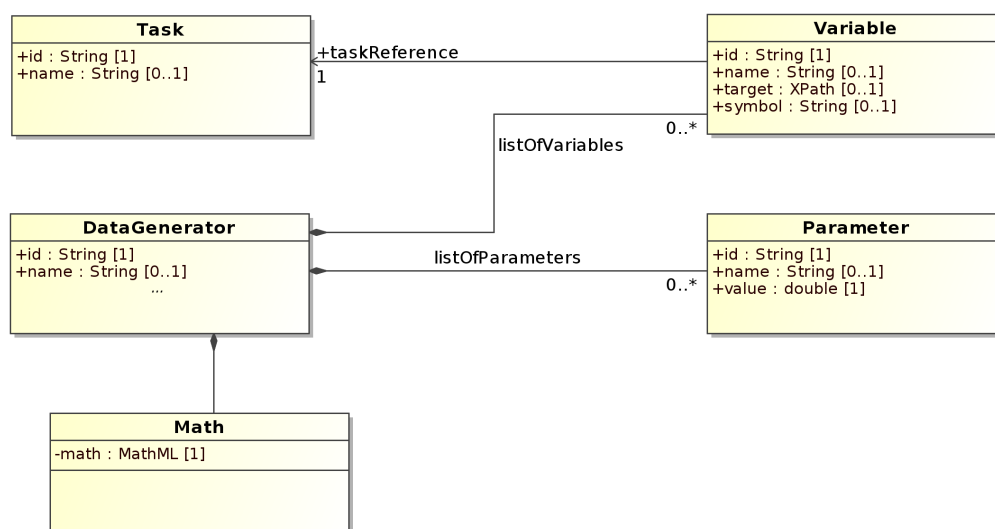 Task
+id : String [1]
+name : String [0..1]
+taskReference
1
Variable
+id : String [1]
+name : String [0..1]
+target : XPath [0..1]
+symbol : String [0..1]
0..*
listOfVariables
DataGenerator
+id : String [1]
+name : String [0..1]
...
listOfParameters
0..*
Parameter
+id : String [1]
+name : String [0..1]
+value : double [1]
Math
-math : MathML [1]